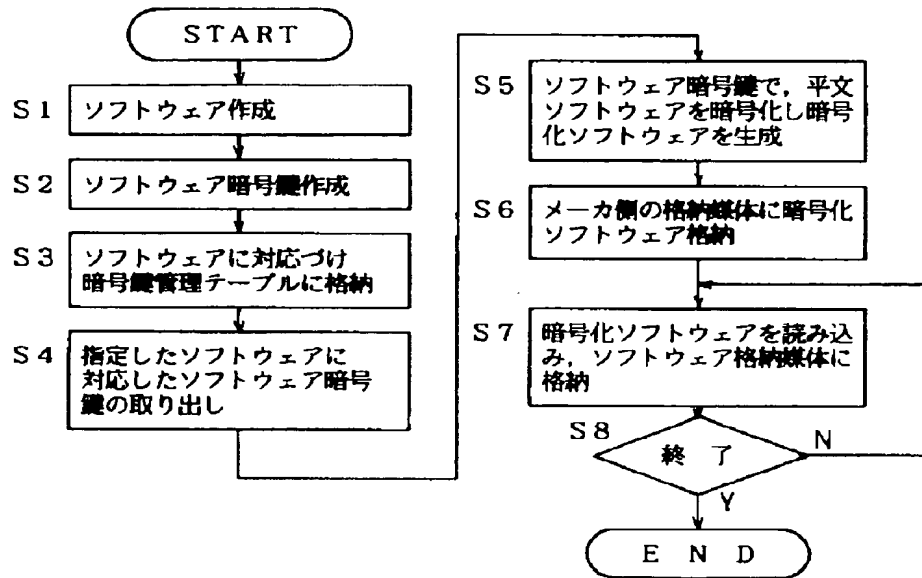 START
S1 ソフトウェア作成
S2 ソフトウェア暗号鍵作成
S3 ソフトウェアに対応づけ
暗号鍵管理テーブルに格納
S4 指定したソフトウェアに
対応したソフトウェア暗号
鍵の取り出し
S5 ソフトウェア暗号鍵で，平文
ソフトウェアを暗号化し暗号
化ソフトウェアを生成
S6 メーカ側の格納媒体に暗号化
ソフトウェア格納
S7 暗号化ソフトウェアを読み込
み，ソフトウェア格納媒体に
格納
S8 終了 N
Y
END